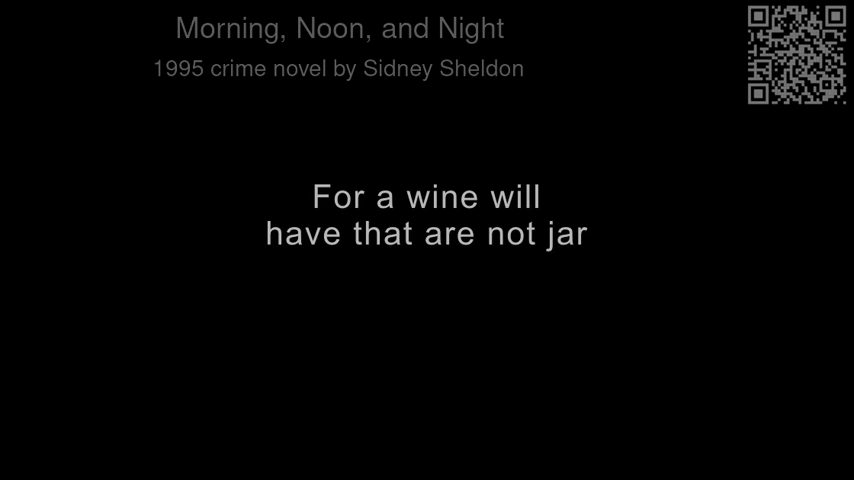 Morning, Noon, and Night
1995 crime novel by Sidney Sheldon
For a wine will
have that are not jar